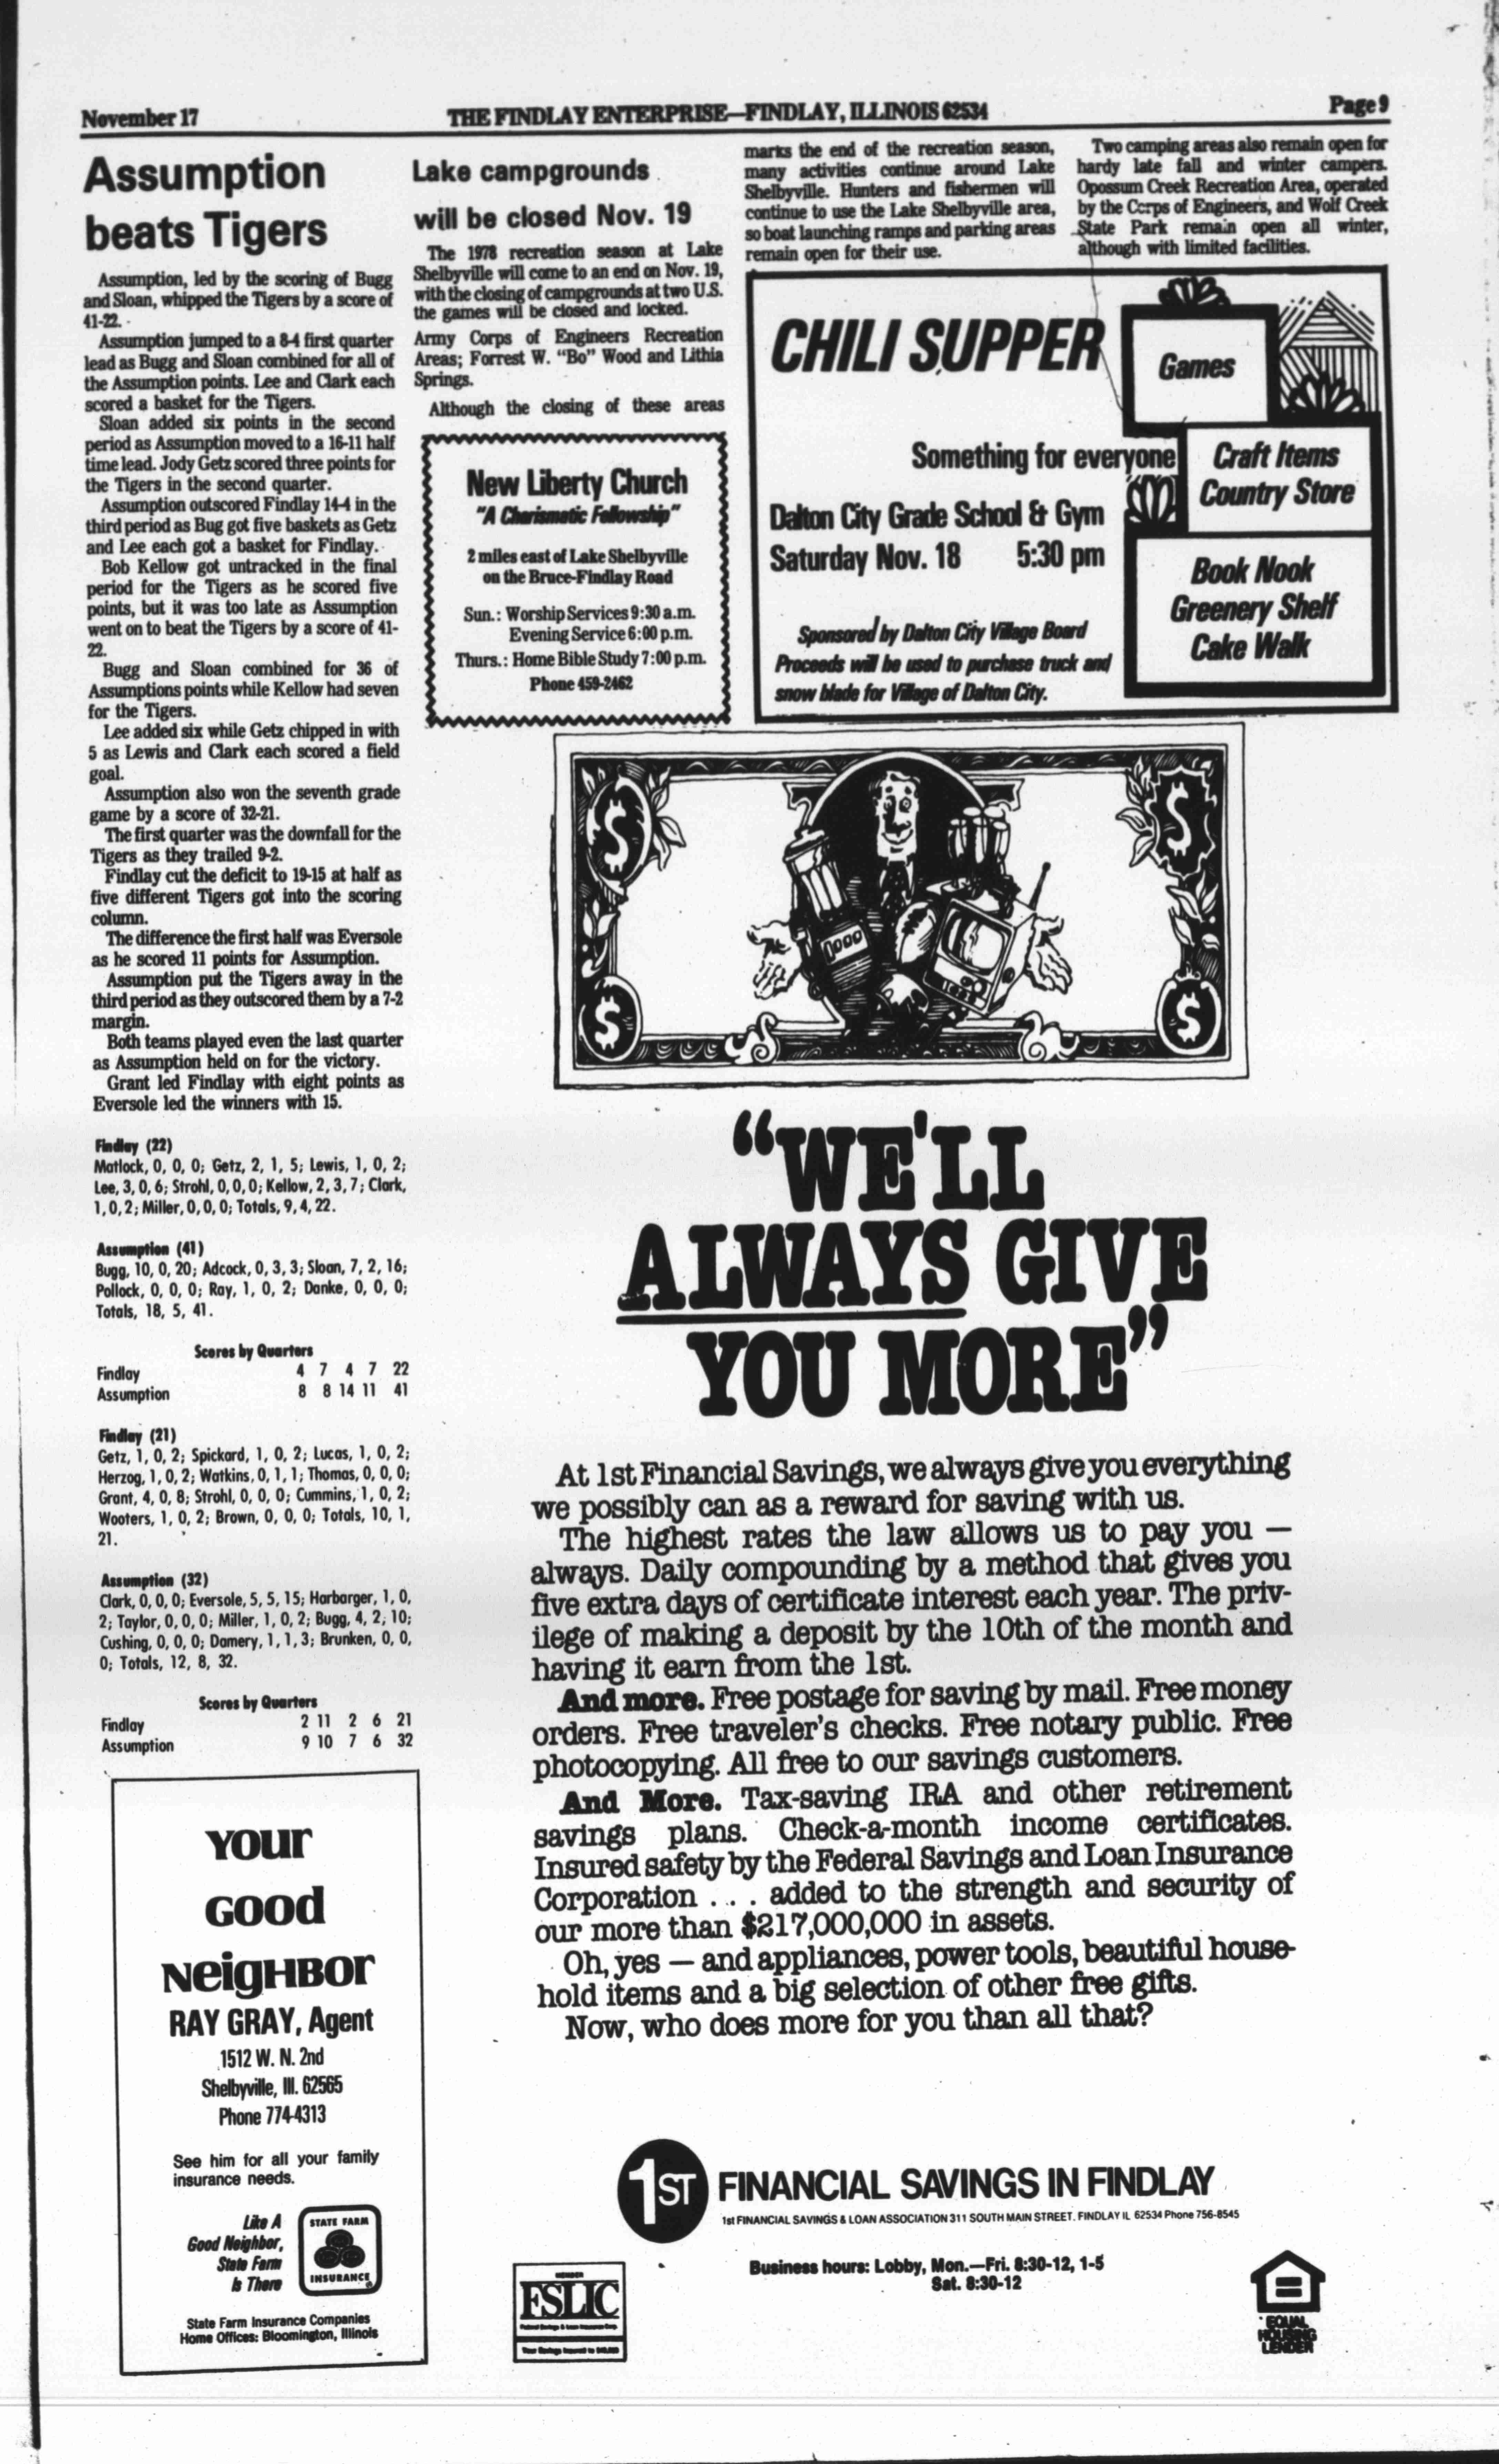 November 17
THE FINDLAY ENTERPRISE—FINDLAY, ILLINOIS 62534
Page 9
Assumption
beats Tigers
Assumption, led by the scoring of Bugg
and Sloan, whipped the Tigers by a score of
41-22.
Assumption jumped to a 8-4 first quarter
lead as Bugg and Sloan combined for all of
the Assumption points. Lee and Clark each
scored a basket for the Tigers.
Sloan added six points in the second
period as Assumption moved to a 16-11 half
time lead. Jody Getz scored three points for
the Tigers in the second quarter.
Assumption outscored Findlay 14-4 in the
third period as Bug got five baskets as Getz
and Lee each got a basket for Findlay.
Bob Kellow got untracked in the final
period for the Tigers as he scored five
points, but it was too late as Assumption
went on to beat the Tigers by a score of 41-
22.
Bugg and Sloan combined for 36 of
Assumptions points while Kellow had seven
for the Tigers.
Lee added six while Getz chipped in with
5 as Lewis and Clark each scored a field
goal.
Assumption also won the seventh grade
game by a score of 32-21.
The first quarter was the downfall for the
Tigers as they trailed 9-2.
Findlay cut the deficit to 19-15 at half as
five different Tigers got into the scoring
column.
The difference the first half was Eversole
as he scored 11 points for Assumption.
Assumption put the Tigers away in the
third period as they outscored them by a 7-2
margin.
Both teams played even the last quarter
as Assumption held on for the victory.
Grant led Findlay with eight points as
Eversole led the winners with 15.
Findlay (22)
Matlock, 0, 0, 0; Getz, 2, 1, 5; Lewis, 1, 0, 2;
Lee, 3, 0, 6; Strohl, 0, 0, 0; Kellow, 2, 3, 7; Clark,
1, 0, 2; Miller, 0, 0, 0; Totals, 9, 4, 22.
Assumption (41)
Bugg, 10, 0, 20; Adcock, 0, 3, 3; Sloan, 7, 2, 16;
Pollock, 0, 0, 0; Ray, 1, 0, 2; Danke, 0, 0, 0;
Totals, 18, 5, 41.
Scores by Quarters
Findlay 4 7 4 7 22
Assumption 8 8 14 11 41
Findlay (21)
Getz, 1, 0, 2; Spickard, 1, 0, 2; Lucas, 1, 0, 2;
Herzog, 1, 0, 2; Watkins, 0, 1, 1; Thomas, 0, 0, 0;
Grant, 4, 0, 8; Strohl, 0, 0, 0; Cummins, 1, 0, 2;
Wooters, 1, 0, 2; Brown, 0, 0, 0; Totals, 10, 1,
21.
Assumption (32)
Clark, 0, 0, 0; Eversole, 5, 5, 15; Harbarger, 1, 0,
2; Taylor, 0, 0, 0; Miller, 1, 0, 2; Bugg, 4, 2, 10;
Cushing, 0, 0, 0; Damery, 1, 1, 3; Brunken, 0, 0,
0; Totals, 12, 8, 32.
Scores by Quarters
Findlay 2 11 2 6 21
Assumption 9 10 7 6 32
Your
Good
Neighbor
RAY GRAY, Agent
1512 W. N. 2nd
Shelbyville, Ill. 62565
Phone 774-4313
See him for all your family
insurance needs.
Like A
Good Neighbor,
State Farm
Is There
STATE FARM
INSURANCE
State Farm Insurance Companies
Home Offices: Bloomington, Illinois
Lake campgrounds
will be closed Nov. 19
The 1978 recreation season at Lake
Shelbyville will come to an end on Nov. 19,
with the closing of campgrounds at two U.S.
the games will be closed and locked.
Army Corps of Engineers Recreation
Areas; Forrest W. "Bo" Wood and Lithia
Springs.
Although the closing of these areas
marks the end of the recreation season,
many activities continue around Lake
Shelbyville. Hunters and fishermen will
continue to use the Lake Shelbyville area,
so boat launching ramps and parking areas
remain open for their use.
Two camping areas also remain open for
hardy late fall and winter campers.
Opossum Creek Recreation Area, operated
by the Corps of Engineers, and Wolf Creek
State Park remain open all winter,
although with limited facilities.
New Liberty Church
"A Charismatic Fellowship"
2 miles east of Lake Shelbyville
on the Bruce-Findlay Road
Sun.: Worship Services 9:30 a.m.
Evening Service 6:00 p.m.
Thurs.: Home Bible Study 7:00 p.m.
Phone 459-2462
CHILI SUPPER
Something for everyone
Dalton City Grade School & Gym
Saturday Nov. 18 5:30 pm
Sponsored by Dalton City Village Board
Proceeds will be used to purchase truck and
snow blade for Village of Dalton City.
Games
Craft Items
Country Store
Book Nook
Greenery Shelf
Cake Walk
$ $
$ $
"WE'LL
ALWAYS GIVE
YOU MORE"
At 1st Financial Savings, we always give you everything
we possibly can as a reward for saving with us.
The highest rates the law allows us to pay you —
always. Daily compounding by a method that gives you
five extra days of certificate interest each year. The priv-
ilege of making a deposit by the 10th of the month and
having it earn from the 1st.
And more. Free postage for saving by mail. Free money
orders. Free traveler's checks. Free notary public. Free
photocopying. All free to our savings customers.
And More. Tax-saving IRA and other retirement
savings plans. Check-a-month income certificates.
Insured safety by the Federal Savings and Loan Insurance
Corporation . . . added to the strength and security of
our more than $217,000,000 in assets.
Oh, yes — and appliances, power tools, beautiful house-
hold items and a big selection of other free gifts.
Now, who does more for you than all that?
1ST FINANCIAL SAVINGS IN FINDLAY
1st FINANCIAL SAVINGS & LOAN ASSOCIATION 311 SOUTH MAIN STREET, FINDLAY IL 62534 Phone 756-8545
Business hours: Lobby, Mon.—Fri. 8:30-12, 1-5
Sat. 8:30-12
MEMBER
FSLIC
Federal Savings & Loan Insurance Corp.
EQUAL
HOUSING
LENDER